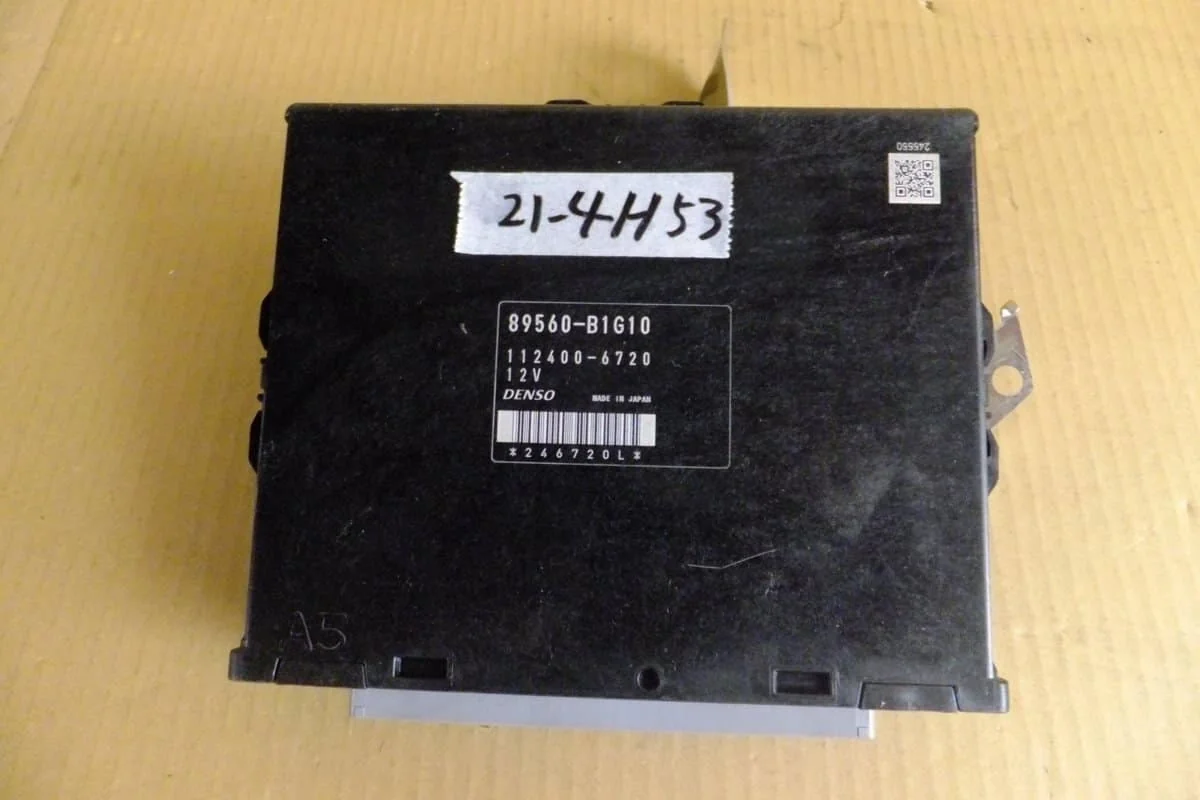 245550
21-4H53
89560-B1G10
112400-6720
12V
DENSO MADE IN JAPAN
*246720L*
A5